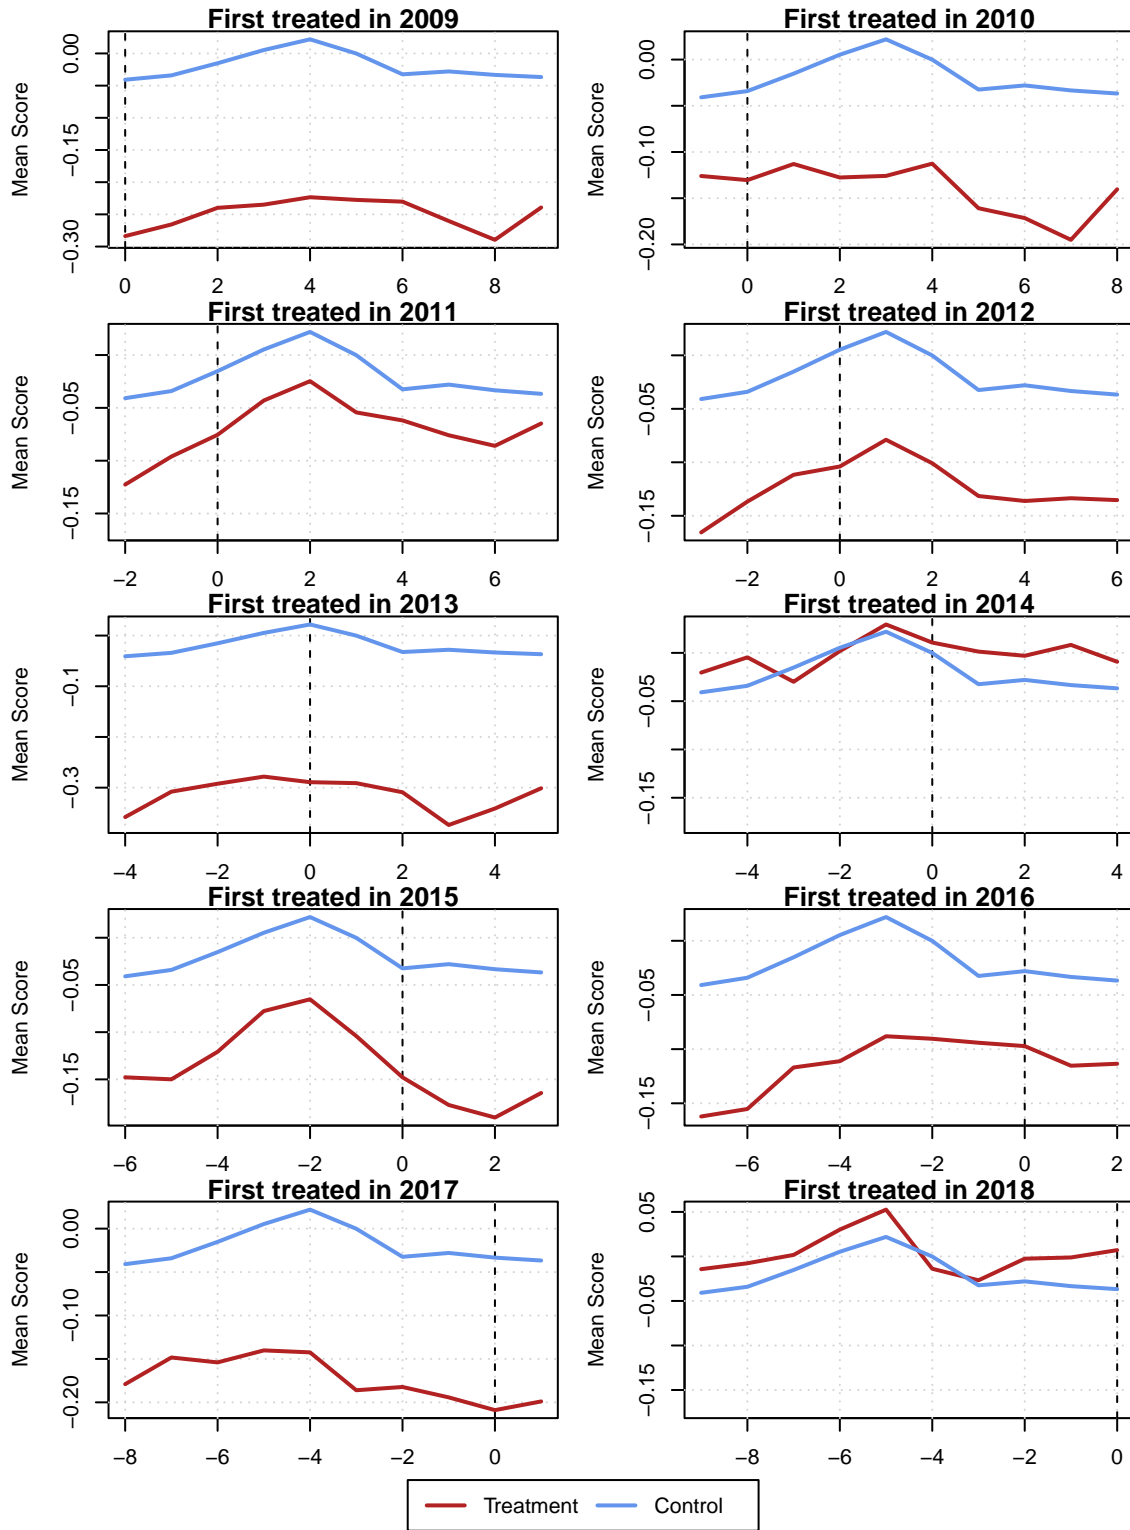 First treated in 2009
Mean Score
0.00
−0.15
−0.30
0 2 4 6 8
First treated in 2010
Mean Score
0.00
−0.10
−0.20
0 2 4 6 8
First treated in 2011
Mean Score
−0.05
−0.15
−2 0 2 4 6
First treated in 2012
Mean Score
−0.05
−0.15
−2 0 2 4 6
First treated in 2013
Mean Score
−0.1
−0.3
−4 −2 0 2 4
First treated in 2014
Mean Score
−0.05
−0.15
−4 −2 0 2 4
First treated in 2015
Mean Score
−0.05
−0.15
−6 −4 −2 0 2
First treated in 2016
Mean Score
−0.05
−0.15
−6 −4 −2 0 2
First treated in 2017
Mean Score
0.00
−0.10
−0.20
−8 −6 −4 −2 0
First treated in 2018
Mean Score
0.05
−0.05
−0.15
−8 −6 −4 −2 0
Treatment Control